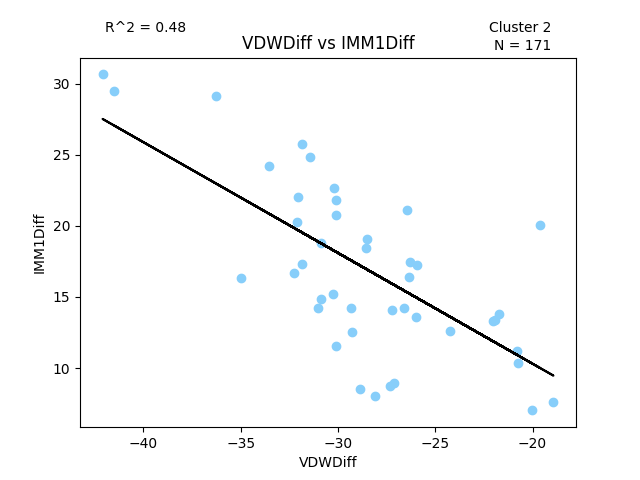 R^2 = 0.48
Cluster 2
VDWDiff vs IMM1Diff
N = 171
30
25
20
15
10
IMM1Diff
−40
−35
−30
−25
−20
VDWDiff